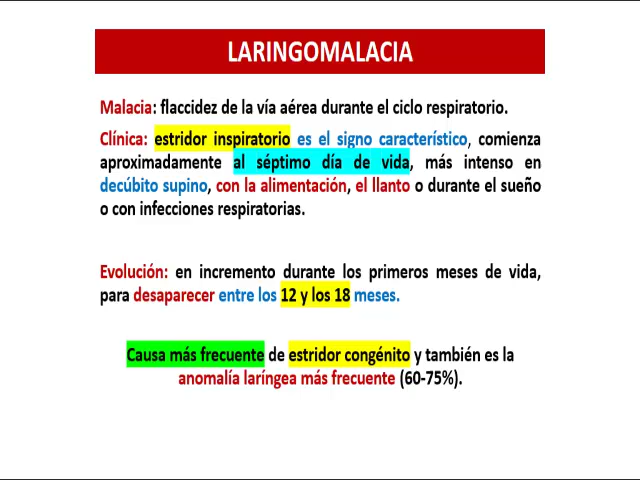 LARINGOMALACIA
Malacia: flaccidez de la vía aérea durante el ciclo respiratorio.
Clínica: estridor inspiratorio es el signo característico, comienza
aproximadamente al séptimo día de vida, más intenso en
decúbito supino, con la alimentación, el llanto o durante el sueño
o con infecciones respiratorias.
Evolución: en incremento durante los primeros meses de vida,
para desaparecer entre los 12 y los 18 meses.
Causa más frecuente de estridor congénito y también es la
anomalía laríngea más frecuente (60-75%).